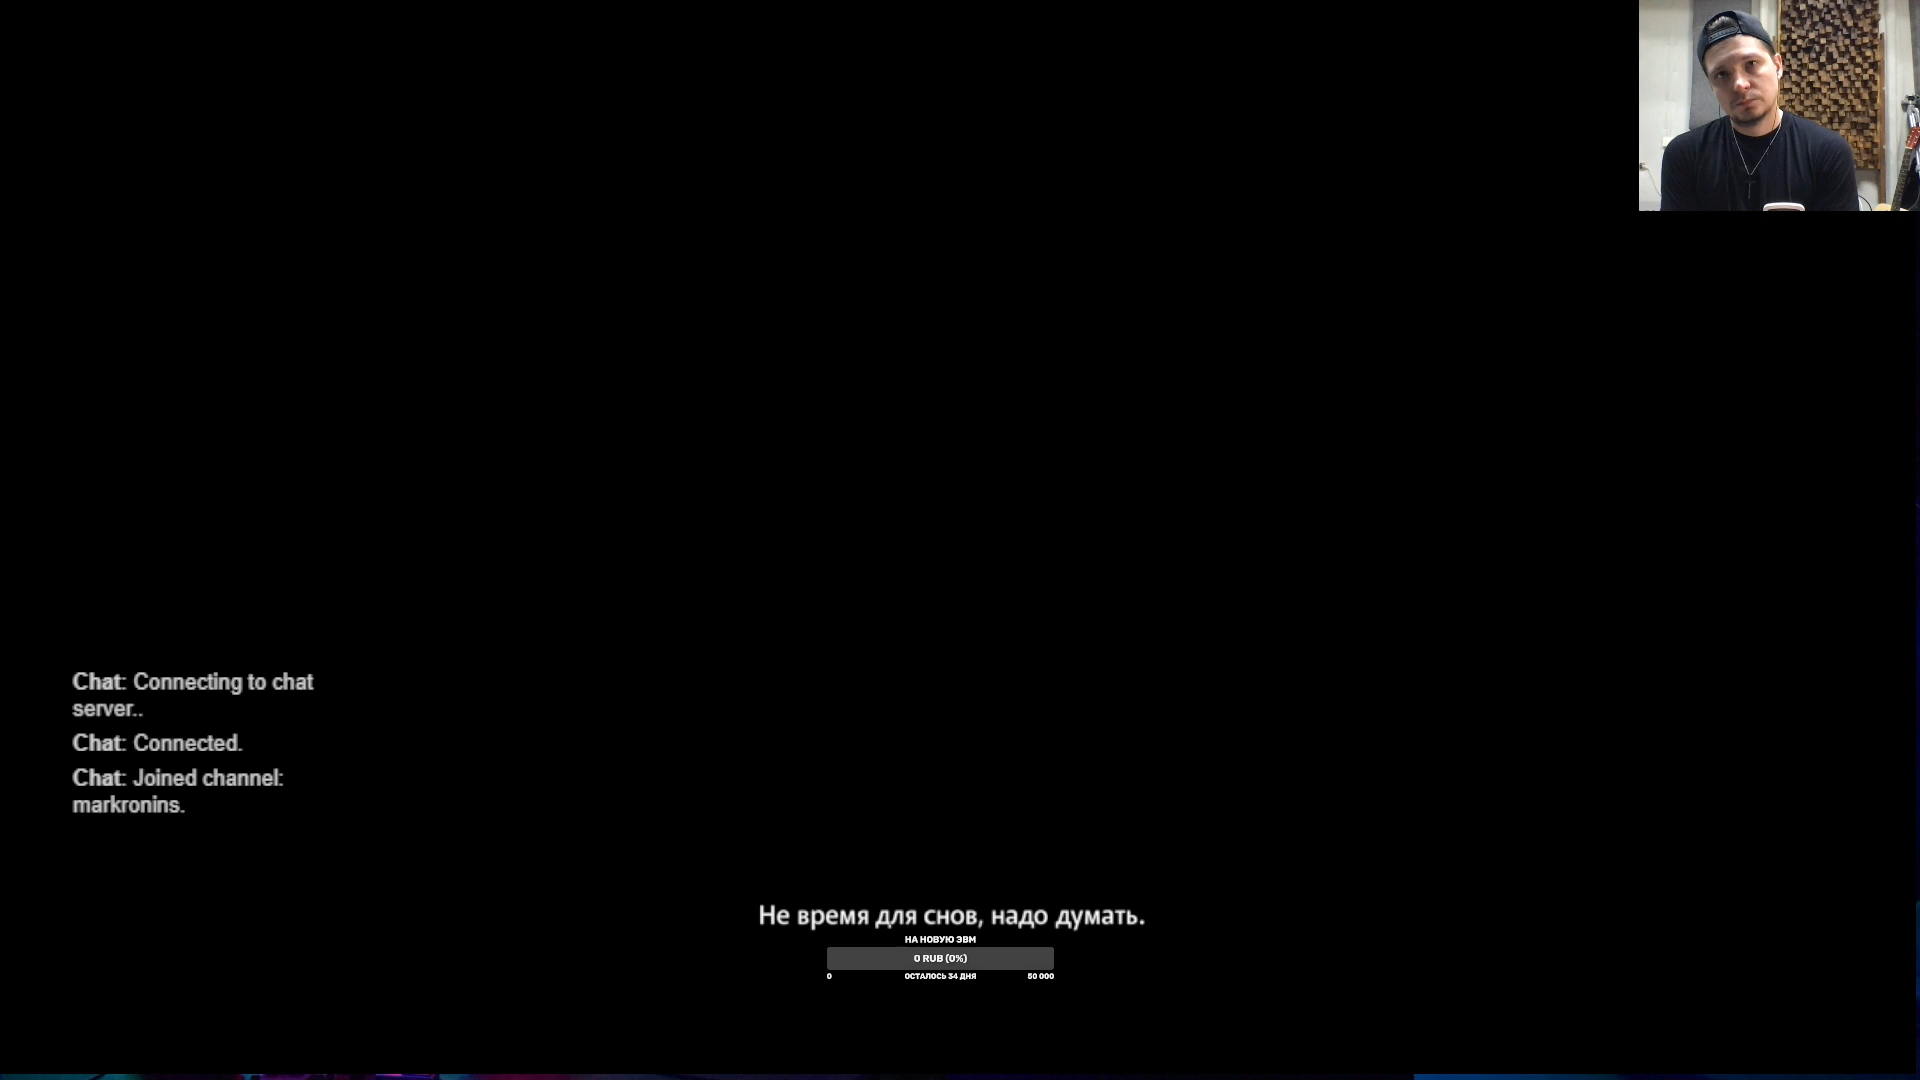 Chat: Connecting to chat
server..
Chat: Connected.
Chat: Joined channel:
markronins.
Не время для снов, надо думать.
НА НОВУЮ ЭВМ
0 RUB (0%)
0 ОСТАЛОСЬ 34 ДНЯ 50 000